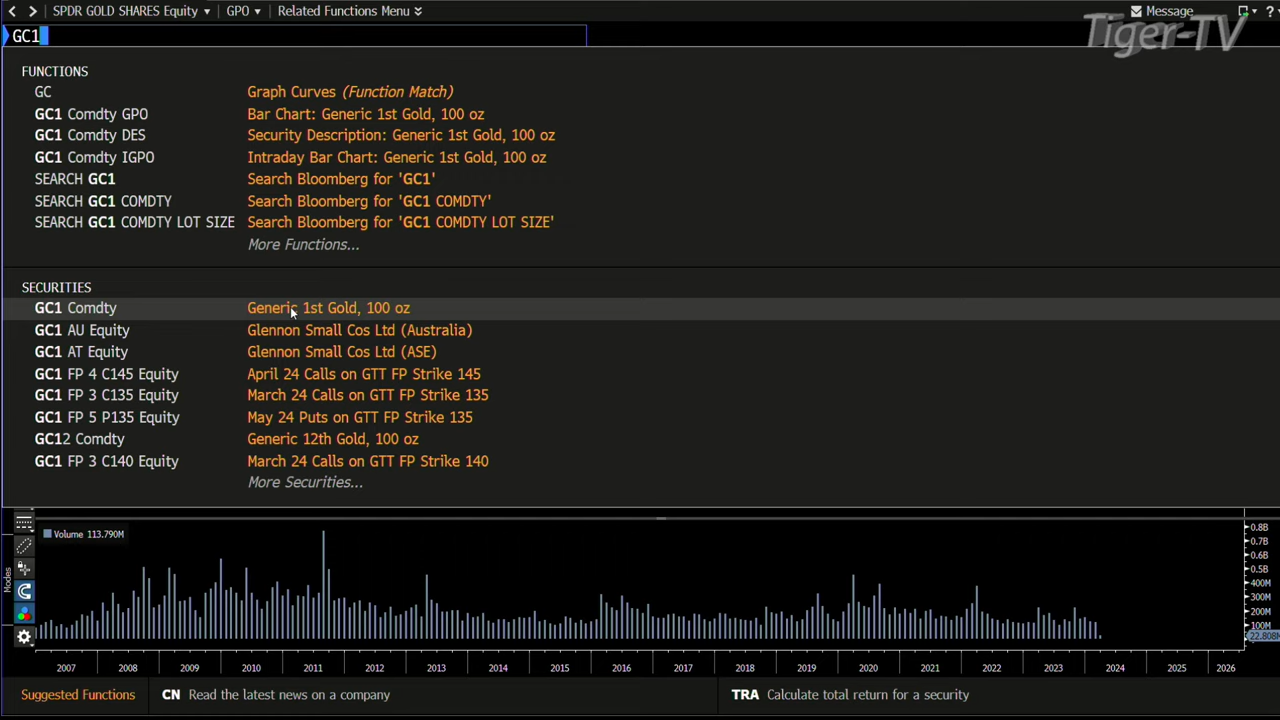 SPDR GOLD SHARES Equity GPO Related Functions Menu Message ?
Tiger-TV
GC1
FUNCTIONS
GC Graph Curves (Function Match)
GC1 Comdty GPO Bar Chart: Generic 1st Gold, 100 oz
GC1 Comdty DES Security Description: Generic 1st Gold, 100 oz
GC1 Comdty IGPO Intraday Bar Chart: Generic 1st Gold, 100 oz
SEARCH GC1 Search Bloomberg for 'GC1'
SEARCH GC1 COMDTY Search Bloomberg for 'GC1 COMDTY'
SEARCH GC1 COMDTY LOT SIZE Search Bloomberg for 'GC1 COMDTY LOT SIZE'
More Functions...
SECURITIES
GC1 Comdty Generic 1st Gold, 100 oz
GC1 AU Equity Glennon Small Cos Ltd (Australia)
GC1 AT Equity Glennon Small Cos Ltd (ASE)
GC1 FP 4 C145 Equity April 24 Calls on GTT FP Strike 145
GC1 FP 3 C135 Equity March 24 Calls on GTT FP Strike 135
GC1 FP 5 P135 Equity May 24 Puts on GTT FP Strike 135
GC12 Comdty Generic 12th Gold, 100 oz
GC1 FP 3 C140 Equity March 24 Calls on GTT FP Strike 140
More Securities...
Modes
Volume 113.790M
0.8B
0.7B
0.6B
0.5B
400M
300M
200M
100M
22.808M
2007 2008 2009 2010 2011 2012 2013 2014 2015 2016 2017 2018 2019 2020 2021 2022 2023 2024 2025 2026
Suggested Functions CN Read the latest news on a company TRA Calculate total return for a security